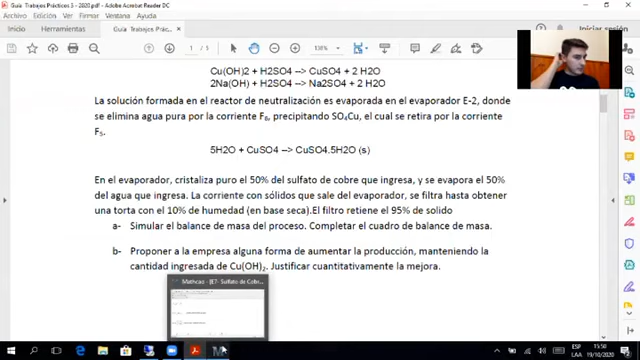 Guía Trabajos Prácticos 3 - 2020.pdf - Adobe Acrobat Reader DC
Archivo Edición Ver Firmar Ventana Ayuda
Inicio Herramientas Guía Trabajos Prácti... × Iniciar sesión
1 / 5 136%
Cu(OH)2 + H2SO4 --> CuSO4 + 2 H2O
2Na(OH) + H2SO4 --> Na2SO4 + 2 H2O
La solución formada en el reactor de neutralización es evaporada en el evaporador E-2, donde
se elimina agua pura por la corriente F6, precipitando SO4Cu, el cual se retira por la corriente
F5.
5H2O + CuSO4 --> CuSO4.5H2O (s)
En el evaporador, cristaliza puro el 50% del sulfato de cobre que ingresa, y se evapora el 50%
del agua que ingresa. La corriente con sólidos que sale del evaporador, se filtra hasta obtener
una torta con el 10% de humedad (en base seca).El filtro retiene el 95% de solido
a- Simular el balance de masa del proceso. Completar el cuadro de balance de masa.
b- Proponer a la empresa alguna forma de aumentar la producción, manteniendo la
cantidad ingresada de Cu(OH)2. Justificar cuantitativamente la mejora.
Mathcad - [E7- Sulfato de Cobr...
ESP 15:50
LAA 19/10/2020